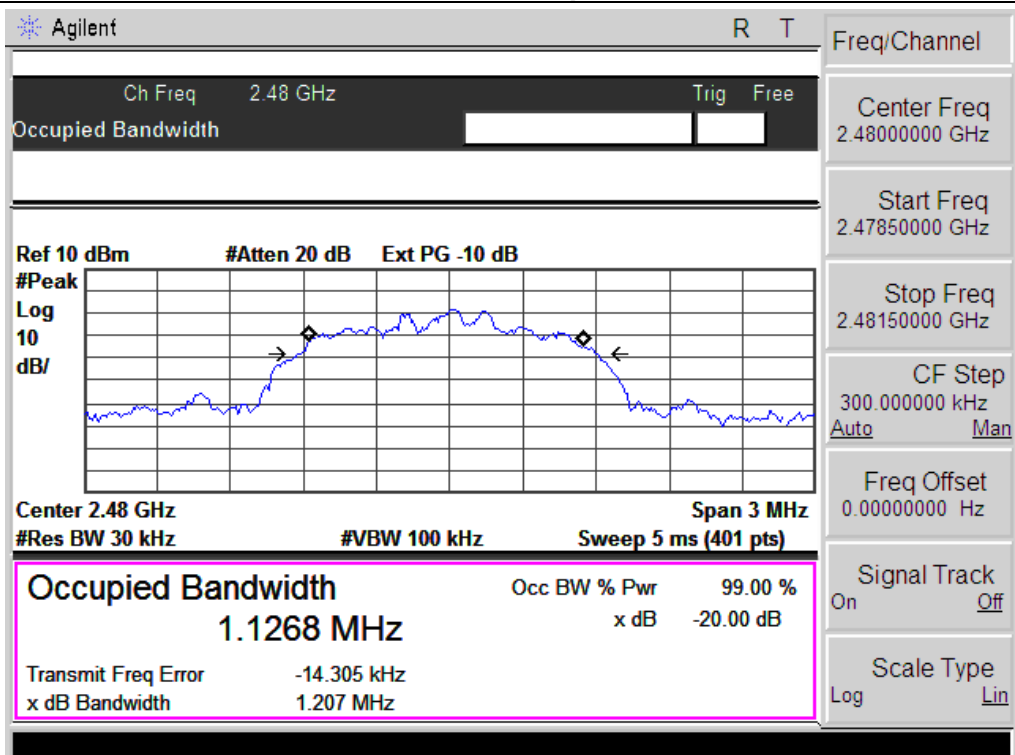 Agilent R T
Freq/Channel
Ch Freq 2.48 GHz Trig Free
Occupied Bandwidth
Center Freq
2.48000000 GHz
Start Freq
2.47850000 GHz
Ref 10 dBm #Atten 20 dB Ext PG -10 dB
#Peak
Log
10
dB/
Stop Freq
2.48150000 GHz
CF Step
300.000000 kHz
Auto Man
Freq Offset
0.00000000 Hz
Center 2.48 GHz Span 3 MHz
#Res BW 30 kHz #VBW 100 kHz Sweep 5 ms (401 pts)
Occupied Bandwidth
1.1268 MHz
Occ BW % Pwr 99.00 %
x dB -20.00 dB
Transmit Freq Error -14.305 kHz
x dB Bandwidth 1.207 MHz
Signal Track
On Off
Scale Type
Log Lin